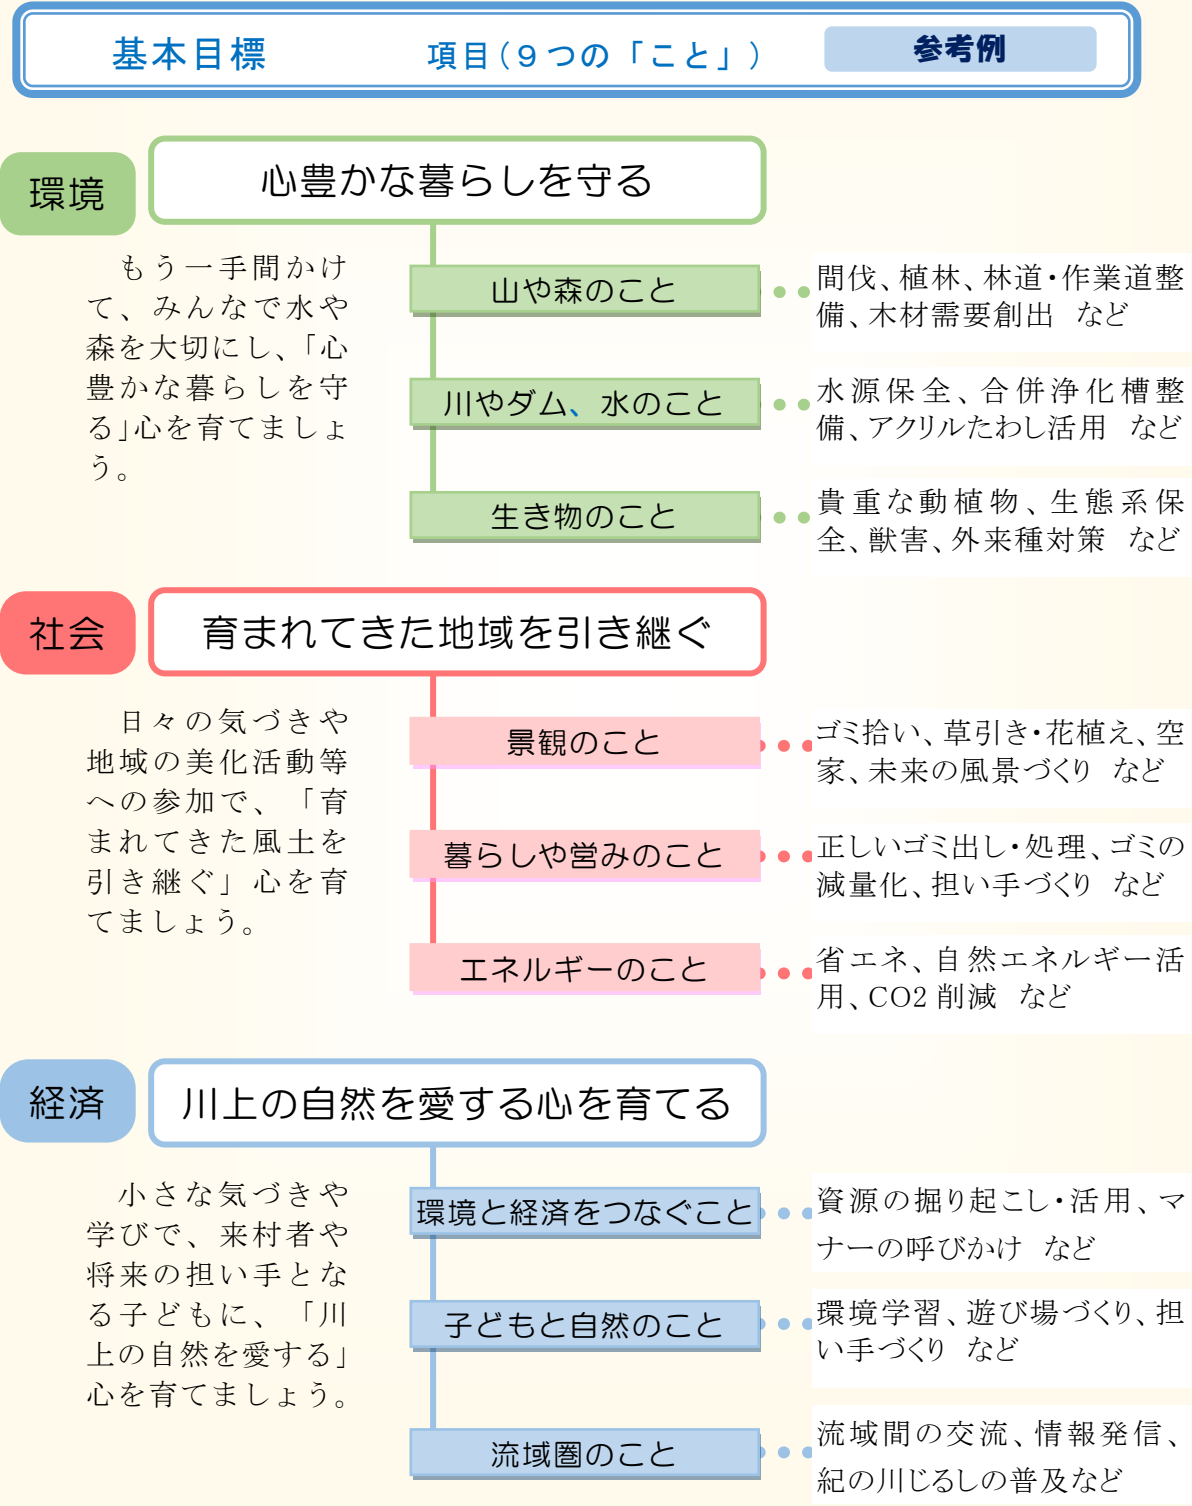 基本目標　項目(９つの「こと」)　参考例
環境
心豊かな暮らしを守る
もう一手間かけ
て、みんなで水や
森を大切にし、「心
豊かな暮らしを守
る」心を育てましょ
う。
山や森のこと
間伐、植林、林道・作業道整
備、木材需要創出　など
川やダム、水のこと
水源保全、合併浄化槽整
備、アクリルたわし活用　など
生き物のこと
貴重な動植物、生態系保
全、獣害、外来種対策　など
社会
育まれてきた地域を引き継ぐ
日々の気づきや
地域の美化活動等
への参加で、「育
まれてきた風土を
引き継ぐ」心を育
てましょう。
景観のこと
ゴミ拾い、草引き・花植え、空
家、未来の風景づくり　など
暮らしや営みのこと
正しいゴミ出し・処理、ゴミの
減量化、担い手づくり　など
エネルギーのこと
省エネ、自然エネルギー活
用、CO2 削減　など
経済
川上の自然を愛する心を育てる
小さな気づきや
学びで、来村者や
将来の担い手とな
る子どもに、「川
上の自然を愛する」
心を育てましょう。
環境と経済をつなぐこと
資源の掘り起こし・活用、マ
ナーの呼びかけ　など
子どもと自然のこと
環境学習、遊び場づくり、担
い手づくり　など
流域圏のこと
流域間の交流、情報発信、
紀の川じるしの普及など